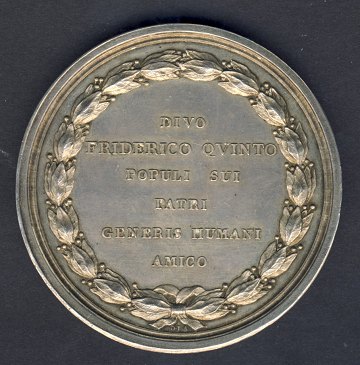 DIVO
FRIDERICO QVINTO
POPULI SUI
PATRI
GENERIS HUMANI
AMICO